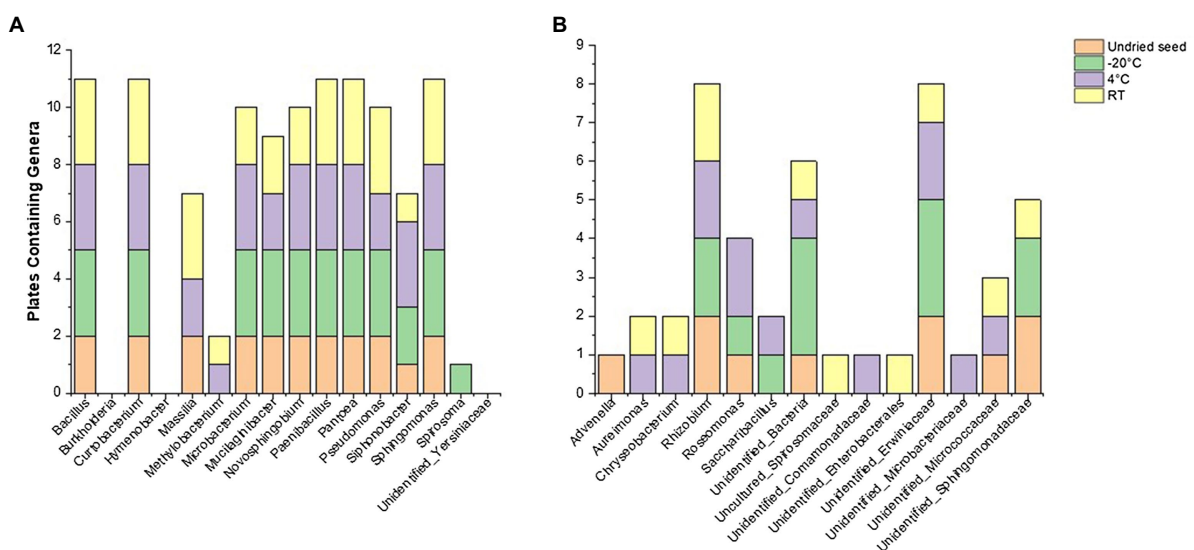 A
Plates Containing Genera
12
10
8
6
4
2
0
Bacillus
Burkholderia
Curtobacterium
Hymenobacter
Massilia
Methylobacterium
Microbacterium
Mucilaginibacter
Novosphingobium
Paenibacillus
Pantoea
Pseudomonas
Siphonobacter
Sphingomonas
Spirosoma
Unidentified_Yersiniaceae
B
9
8
7
6
5
4
3
2
1
0
Advenella
Aureimonas
Chryseobacterium
Rhizobium
Roseomonas
Saccharibacillus
Unidentified_Bacteria
Uncultured_Spirosomaceae
Unidentified_Comamonadaceae
Unidentified_Enterobacterales
Unidentified_Erwiniaceae
Unidentified_Microbacteriaceae
Unidentified_Micrococcaceae
Unidentified_Sphingomonadaceae
Undried seed
-20°C
4°C
RT